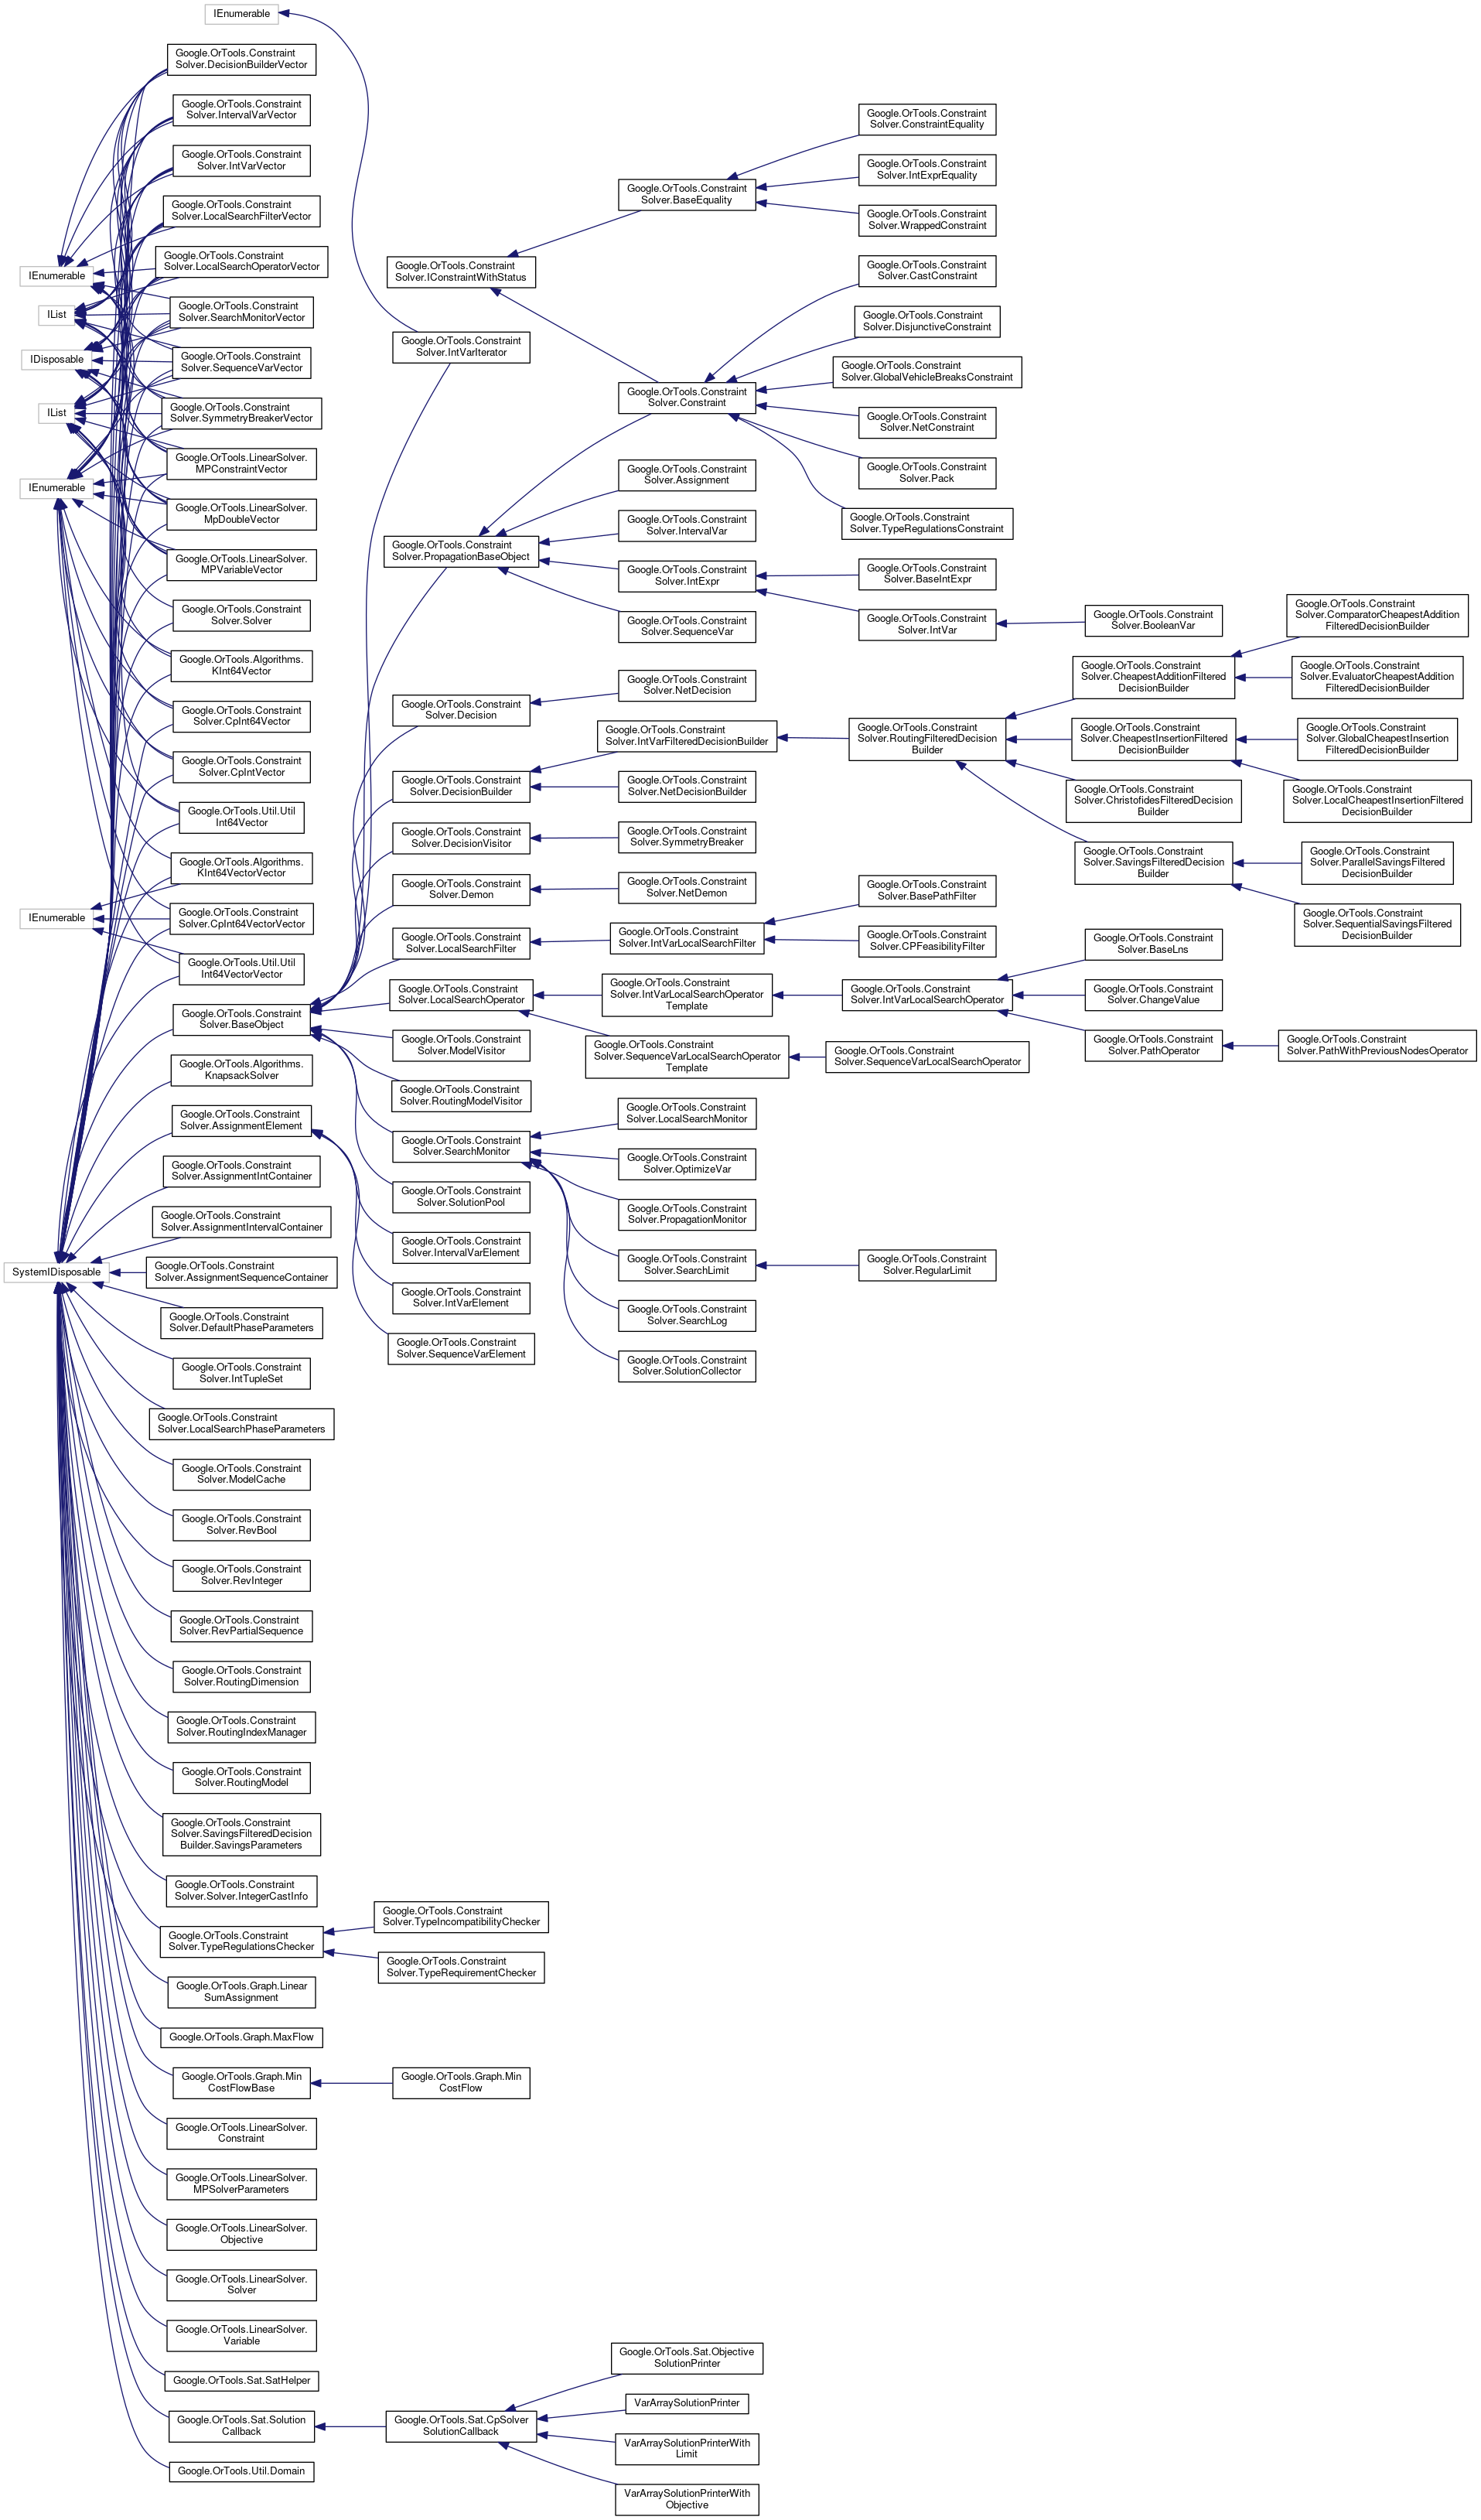 IEnumerable
Google.OrTools.Constraint
Solver.DecisionBuilderVector
Google.OrTools.Constraint
Solver.IntervalVarVector
Google.OrTools.Constraint
Solver.IntVarVector
Google.OrTools.Constraint
Solver.LocalSearchFilterVector
Google.OrTools.Constraint
Solver.LocalSearchOperatorVector
IEnumerable
Google.OrTools.Constraint
Solver.SearchMonitorVector
IList
IDisposable
Google.OrTools.Constraint
Solver.SequenceVarVector
IList
Google.OrTools.Constraint
Solver.SymmetryBreakerVector
Google.OrTools.LinearSolver.
MPConstraintVector
IEnumerable
Google.OrTools.LinearSolver.
MpDoubleVector
Google.OrTools.LinearSolver.
MPVariableVector
Google.OrTools.Constraint
Solver.Solver
Google.OrTools.Algorithms.
KInt64Vector
Google.OrTools.Constraint
Solver.CpInt64Vector
Google.OrTools.Constraint
Solver.CpIntVector
Google.OrTools.Util.Util
Int64Vector
Google.OrTools.Algorithms.
KInt64VectorVector
IEnumerable
Google.OrTools.Constraint
Solver.CpInt64VectorVector
Google.OrTools.Util.Util
Int64VectorVector
Google.OrTools.Constraint
Solver.BaseObject
Google.OrTools.Algorithms.
KnapsackSolver
Google.OrTools.Constraint
Solver.AssignmentElement
Google.OrTools.Constraint
Solver.AssignmentIntContainer
Google.OrTools.Constraint
Solver.AssignmentIntervalContainer
SystemIDisposable
Google.OrTools.Constraint
Solver.AssignmentSequenceContainer
Google.OrTools.Constraint
Solver.DefaultPhaseParameters
Google.OrTools.Constraint
Solver.IntTupleSet
Google.OrTools.Constraint
Solver.LocalSearchPhaseParameters
Google.OrTools.Constraint
Solver.ModelCache
Google.OrTools.Constraint
Solver.RevBool
Google.OrTools.Constraint
Solver.RevInteger
Google.OrTools.Constraint
Solver.RevPartialSequence
Google.OrTools.Constraint
Solver.RoutingDimension
Google.OrTools.Constraint
Solver.RoutingIndexManager
Google.OrTools.Constraint
Solver.RoutingModel
Google.OrTools.Constraint
Solver.SavingsFilteredDecision
Builder.SavingsParameters
Google.OrTools.Constraint
Solver.Solver.IntegerCastInfo
Google.OrTools.Constraint
Solver.TypeRegulationsChecker
Google.OrTools.Graph.Linear
SumAssignment
Google.OrTools.Graph.MaxFlow
Google.OrTools.Graph.Min
CostFlowBase
Google.OrTools.LinearSolver.
Constraint
Google.OrTools.LinearSolver.
MPSolverParameters
Google.OrTools.LinearSolver.
Objective
Google.OrTools.LinearSolver.
Solver
Google.OrTools.LinearSolver.
Variable
Google.OrTools.Sat.SatHelper
Google.OrTools.Sat.Solution
Callback
Google.OrTools.Util.Domain
Google.OrTools.Constraint
Solver.IConstraintWithStatus
Google.OrTools.Constraint
Solver.IntVarIterator
Google.OrTools.Constraint
Solver.PropagationBaseObject
Google.OrTools.Constraint
Solver.Decision
Google.OrTools.Constraint
Solver.DecisionBuilder
Google.OrTools.Constraint
Solver.DecisionVisitor
Google.OrTools.Constraint
Solver.Demon
Google.OrTools.Constraint
Solver.LocalSearchFilter
Google.OrTools.Constraint
Solver.LocalSearchOperator
Google.OrTools.Constraint
Solver.ModelVisitor
Google.OrTools.Constraint
Solver.RoutingModelVisitor
Google.OrTools.Constraint
Solver.SearchMonitor
Google.OrTools.Constraint
Solver.SolutionPool
Google.OrTools.Constraint
Solver.IntervalVarElement
Google.OrTools.Constraint
Solver.IntVarElement
Google.OrTools.Constraint
Solver.SequenceVarElement
Google.OrTools.Constraint
Solver.TypeIncompatibilityChecker
Google.OrTools.Constraint
Solver.TypeRequirementChecker
Google.OrTools.Graph.Min
CostFlow
Google.OrTools.Sat.CpSolver
SolutionCallback
Google.OrTools.Constraint
Solver.BaseEquality
Google.OrTools.Constraint
Solver.Constraint
Google.OrTools.Constraint
Solver.Assignment
Google.OrTools.Constraint
Solver.IntervalVar
Google.OrTools.Constraint
Solver.IntExpr
Google.OrTools.Constraint
Solver.SequenceVar
Google.OrTools.Constraint
Solver.NetDecision
Google.OrTools.Constraint
Solver.IntVarFilteredDecisionBuilder
Google.OrTools.Constraint
Solver.NetDecisionBuilder
Google.OrTools.Constraint
Solver.SymmetryBreaker
Google.OrTools.Constraint
Solver.NetDemon
Google.OrTools.Constraint
Solver.IntVarLocalSearchFilter
Google.OrTools.Constraint
Solver.IntVarLocalSearchOperator
Template
Google.OrTools.Constraint
Solver.SequenceVarLocalSearchOperator
Template
Google.OrTools.Constraint
Solver.LocalSearchMonitor
Google.OrTools.Constraint
Solver.OptimizeVar
Google.OrTools.Constraint
Solver.PropagationMonitor
Google.OrTools.Constraint
Solver.SearchLimit
Google.OrTools.Constraint
Solver.SearchLog
Google.OrTools.Constraint
Solver.SolutionCollector
Google.OrTools.Sat.Objective
SolutionPrinter
VarArraySolutionPrinter
VarArraySolutionPrinterWith
Limit
VarArraySolutionPrinterWith
Objective
Google.OrTools.Constraint
Solver.ConstraintEquality
Google.OrTools.Constraint
Solver.IntExprEquality
Google.OrTools.Constraint
Solver.WrappedConstraint
Google.OrTools.Constraint
Solver.CastConstraint
Google.OrTools.Constraint
Solver.DisjunctiveConstraint
Google.OrTools.Constraint
Solver.GlobalVehicleBreaksConstraint
Google.OrTools.Constraint
Solver.NetConstraint
Google.OrTools.Constraint
Solver.Pack
Google.OrTools.Constraint
Solver.TypeRegulationsConstraint
Google.OrTools.Constraint
Solver.BaseIntExpr
Google.OrTools.Constraint
Solver.IntVar
Google.OrTools.Constraint
Solver.RoutingFilteredDecision
Builder
Google.OrTools.Constraint
Solver.BasePathFilter
Google.OrTools.Constraint
Solver.CPFeasibilityFilter
Google.OrTools.Constraint
Solver.IntVarLocalSearchOperator
Google.OrTools.Constraint
Solver.SequenceVarLocalSearchOperator
Google.OrTools.Constraint
Solver.RegularLimit
Google.OrTools.Constraint
Solver.BooleanVar
Google.OrTools.Constraint
Solver.CheapestAdditionFiltered
DecisionBuilder
Google.OrTools.Constraint
Solver.CheapestInsertionFiltered
DecisionBuilder
Google.OrTools.Constraint
Solver.ChristofidesFilteredDecision
Builder
Google.OrTools.Constraint
Solver.SavingsFilteredDecision
Builder
Google.OrTools.Constraint
Solver.BaseLns
Google.OrTools.Constraint
Solver.ChangeValue
Google.OrTools.Constraint
Solver.PathOperator
Google.OrTools.Constraint
Solver.ComparatorCheapestAddition
FilteredDecisionBuilder
Google.OrTools.Constraint
Solver.EvaluatorCheapestAddition
FilteredDecisionBuilder
Google.OrTools.Constraint
Solver.GlobalCheapestInsertion
FilteredDecisionBuilder
Google.OrTools.Constraint
Solver.LocalCheapestInsertionFiltered
DecisionBuilder
Google.OrTools.Constraint
Solver.ParallelSavingsFiltered
DecisionBuilder
Google.OrTools.Constraint
Solver.SequentialSavingsFiltered
DecisionBuilder
Google.OrTools.Constraint
Solver.PathWithPreviousNodesOperator